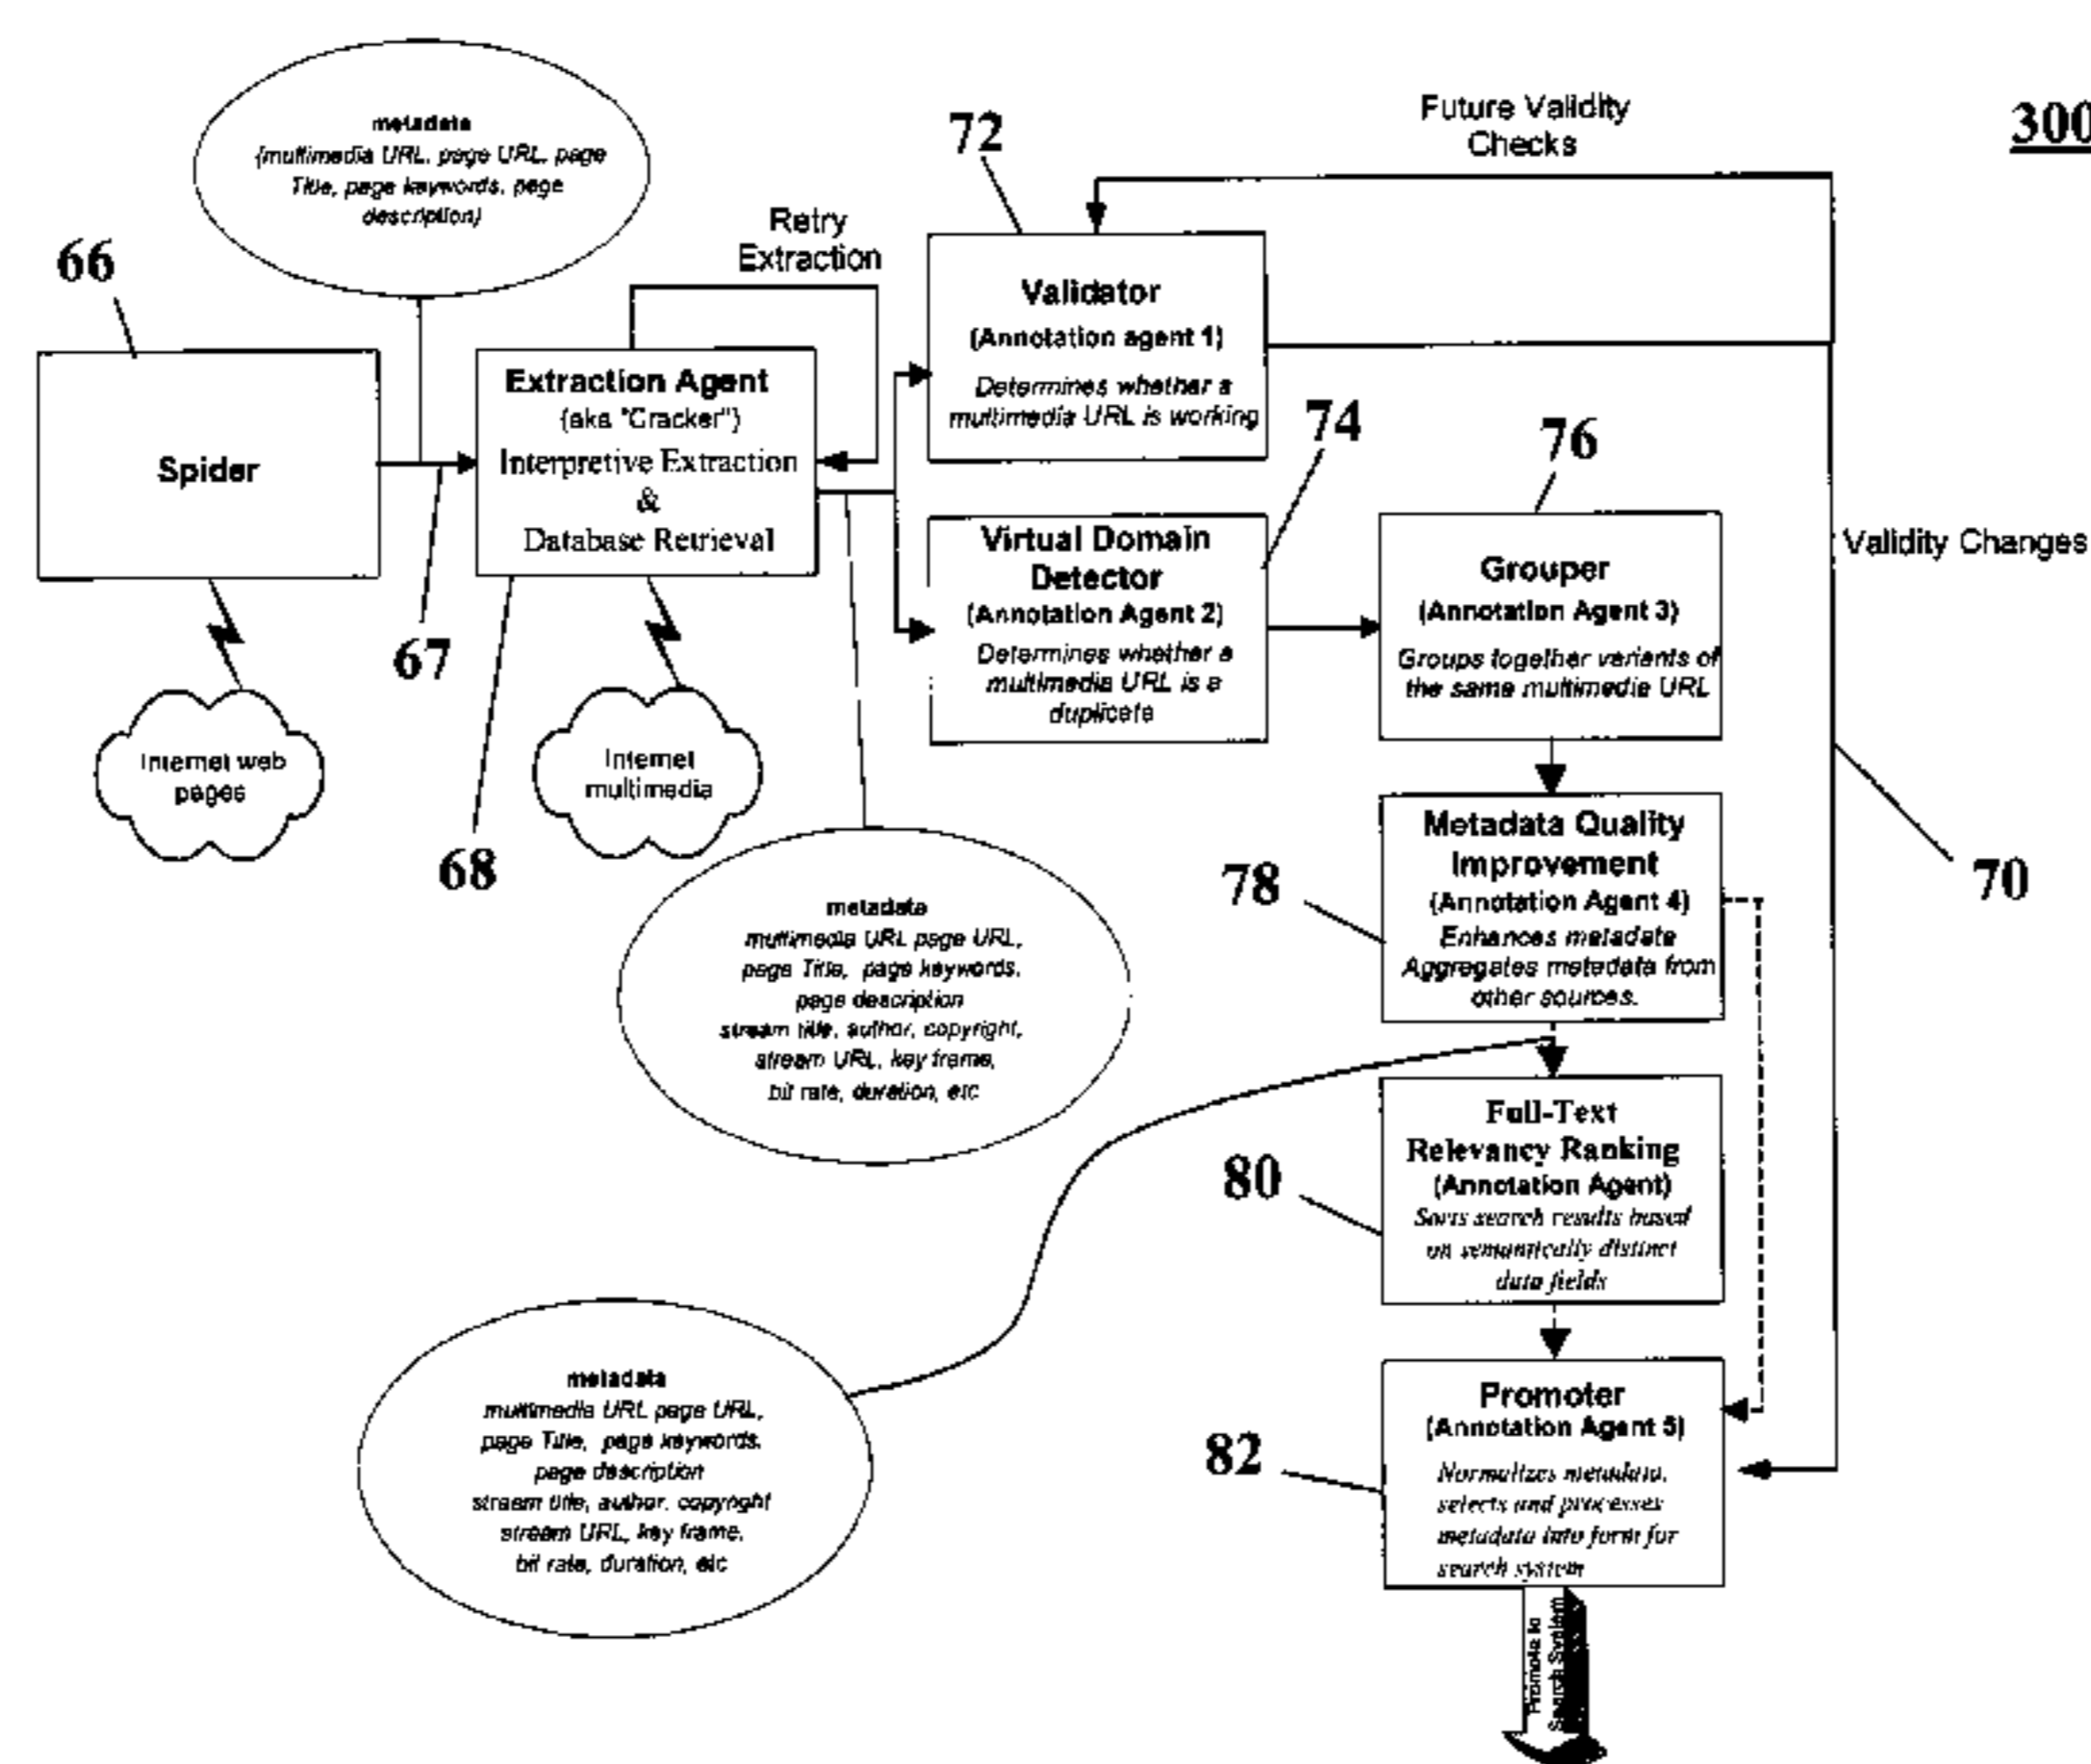 300
metadata
(multimedia URL, page URL, page
Title, page keywords, page
description)
66
Spider
67
Internet web
pages
Retry
Extraction
Extraction Agent
(aka "Cracker")
Interpretive Extraction
&
Database Retrieval
68
Internet
multimedia
72
Future Validity
Checks
Validator
(Annotation agent 1)
Determines whether a
multimedia URL is working
74
Virtual Domain
Detector
(Annotation Agent 2)
Determines whether a
multimedia URL is a
duplicate
76
Grouper
(Annotation Agent 3)
Groups together variants of
the same multimedia URL
Validity Changes
70
metadata
multimedia URL page URL,
page Title, page keywords,
page description
stream title, author, copyright,
stream URL, key frame,
bit rate, duration, etc
78
Metadata Quality
Improvement
(Annotation Agent 4)
Enhances metadata
Aggregates metadata from
other sources.
80
Full-Text
Relevancy Ranking
(Annotation Agent)
Sorts search results based
on semantically distinct
data fields
82
Promoter
(Annotation Agent 5)
Normalizes metadata,
selects and processes
metadata into form for
search system
metadata
multimedia URL page URL,
page Title, page keywords,
page description
stream title, author, copyright
stream URL, key frame,
bit rate, duration, etc
Promote to
Search System